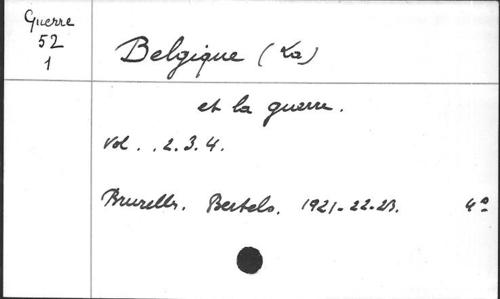 Guerre
52
1
Belgique (La)
et la guerre.
Vol. . 2. 3. 4.
Bruxelles. Bertels. 1921-22-23. 4°